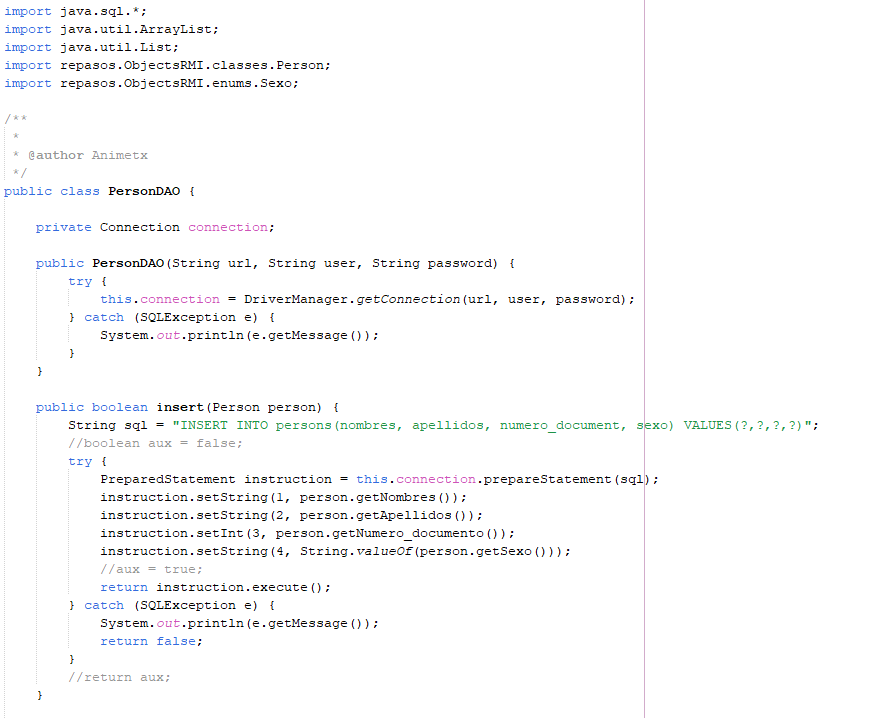 import java.sql.*;
import java.util.ArrayList;
import java.util.List;
import repasos.ObjectsRMI.classes.Person;
import repasos.ObjectsRMI.enums.Sexo;
/**
 *
 * @author Animetx
 */
public class PersonDAO {
    private Connection connection;
    public PersonDAO(String url, String user, String password) {
        try {
            this.connection = DriverManager.getConnection(url, user, password);
        } catch (SQLException e) {
            System.out.println(e.getMessage());
        }
    }
    public boolean insert(Person person) {
        String sql = "INSERT INTO persons(nombres, apellidos, numero_document, sexo) VALUES(?,?,?,?)";
        //boolean aux = false;
        try {
            PreparedStatement instruction = this.connection.prepareStatement(sql);
            instruction.setString(1, person.getNombres());
            instruction.setString(2, person.getApellidos());
            instruction.setInt(3, person.getNumero_documento());
            instruction.setString(4, String.valueOf(person.getSexo()));
            //aux = true;
            return instruction.execute();
        } catch (SQLException e) {
            System.out.println(e.getMessage());
            return false;
        }
        //return aux;
    }